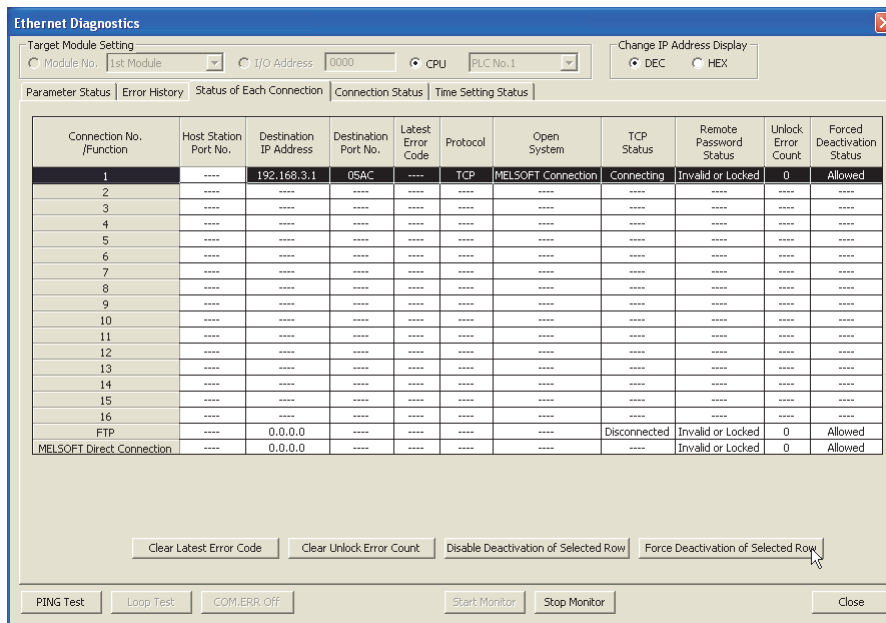 Ethernet Diagnostics
Target Module Setting
Module No. 1st Module I/O Address 0000 CPU PLC No.1
Change IP Address Display
DEC HEX
Parameter Status Error History Status of Each Connection Connection Status Time Setting Status
Connection No. /Function Host Station Port No. Destination IP Address Destination Port No. Latest Error Code Protocol Open System TCP Status Remote Password Status Unlock Error Count Forced Deactivation Status
1 ---- 192.168.3.1 05AC ---- TCP MELSOFT Connection Connecting Invalid or Locked 0 Allowed
2 ---- ---- ---- ---- ---- ---- ---- ---- ---- ----
3 ---- ---- ---- ---- ---- ---- ---- ---- ---- ----
4 ---- ---- ---- ---- ---- ---- ---- ---- ---- ----
5 ---- ---- ---- ---- ---- ---- ---- ---- ---- ----
6 ---- ---- ---- ---- ---- ---- ---- ---- ---- ----
7 ---- ---- ---- ---- ---- ---- ---- ---- ---- ----
8 ---- ---- ---- ---- ---- ---- ---- ---- ---- ----
9 ---- ---- ---- ---- ---- ---- ---- ---- ---- ----
10 ---- ---- ---- ---- ---- ---- ---- ---- ---- ----
11 ---- ---- ---- ---- ---- ---- ---- ---- ---- ----
12 ---- ---- ---- ---- ---- ---- ---- ---- ---- ----
13 ---- ---- ---- ---- ---- ---- ---- ---- ---- ----
14 ---- ---- ---- ---- ---- ---- ---- ---- ---- ----
15 ---- ---- ---- ---- ---- ---- ---- ---- ---- ----
16 ---- ---- ---- ---- ---- ---- ---- ---- ---- ----
FTP ---- 0.0.0.0 ---- ---- ---- ---- Disconnected Invalid or Locked 0 Allowed
MELSOFT Direct Connection ---- 0.0.0.0 ---- ---- ---- ---- ---- Invalid or Locked 0 Allowed
Clear Latest Error Code Clear Unlock Error Count Disable Deactivation of Selected Row Force Deactivation of Selected Row
PING Test Loop Test COM.ERR Off Start Monitor Stop Monitor Close